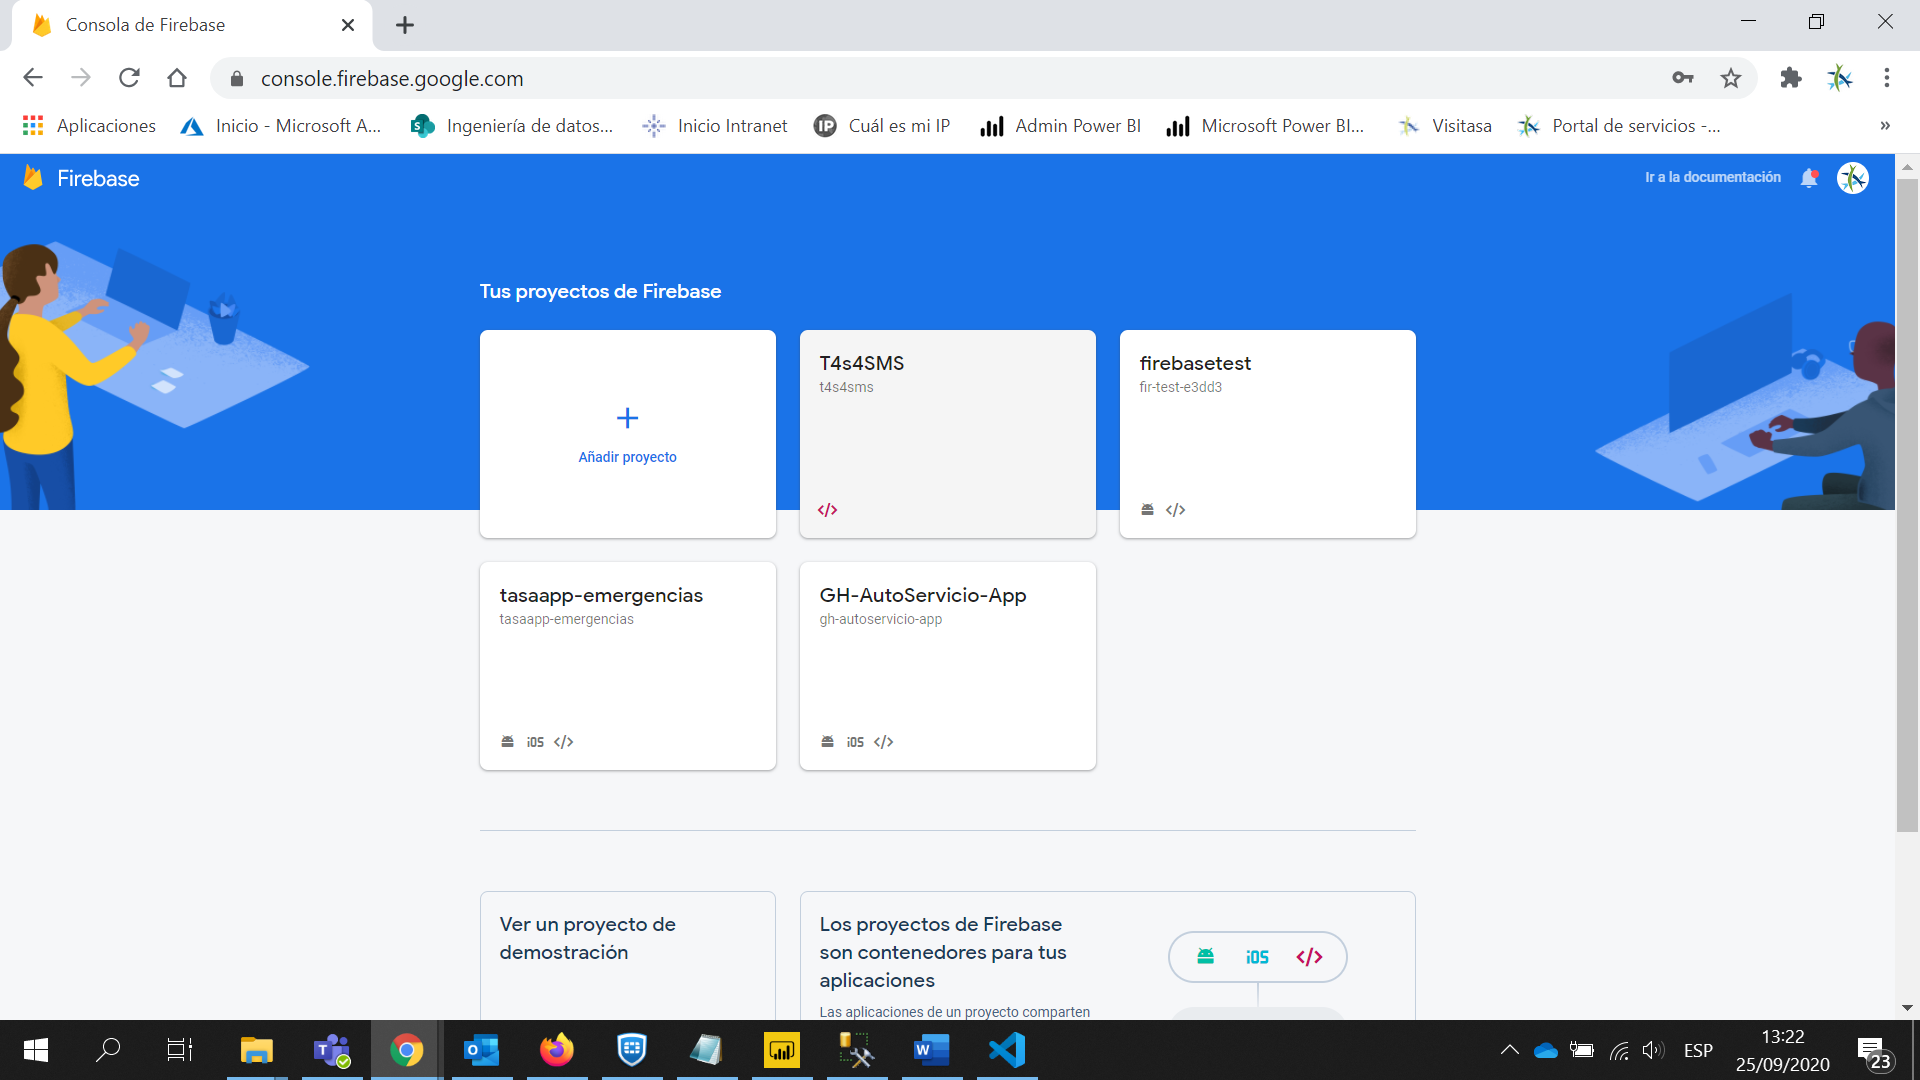 Consola de Firebase
console.firebase.google.com
Aplicaciones
Inicio - Microsoft A...
Ingeniería de datos...
Inicio Intranet
IP
Cuál es mi IP
Admin Power BI
Microsoft Power BI...
Visitasa
Portal de servicios -...
»
Firebase
Ir a la documentación
Tus proyectos de Firebase
Añadir proyecto
T4s4SMS
t4s4sms
</>
firebasetest
fir-test-e3dd3
</>
tasaapp-emergencias
tasaapp-emergencias
iOS </>
GH-AutoServicio-App
gh-autoservicio-app
iOS </>
Ver un proyecto de
demostración
Los proyectos de Firebase
son contenedores para tus
aplicaciones
Las aplicaciones de un proyecto comparten
iOS </>
ESP
13:22
25/09/2020
23